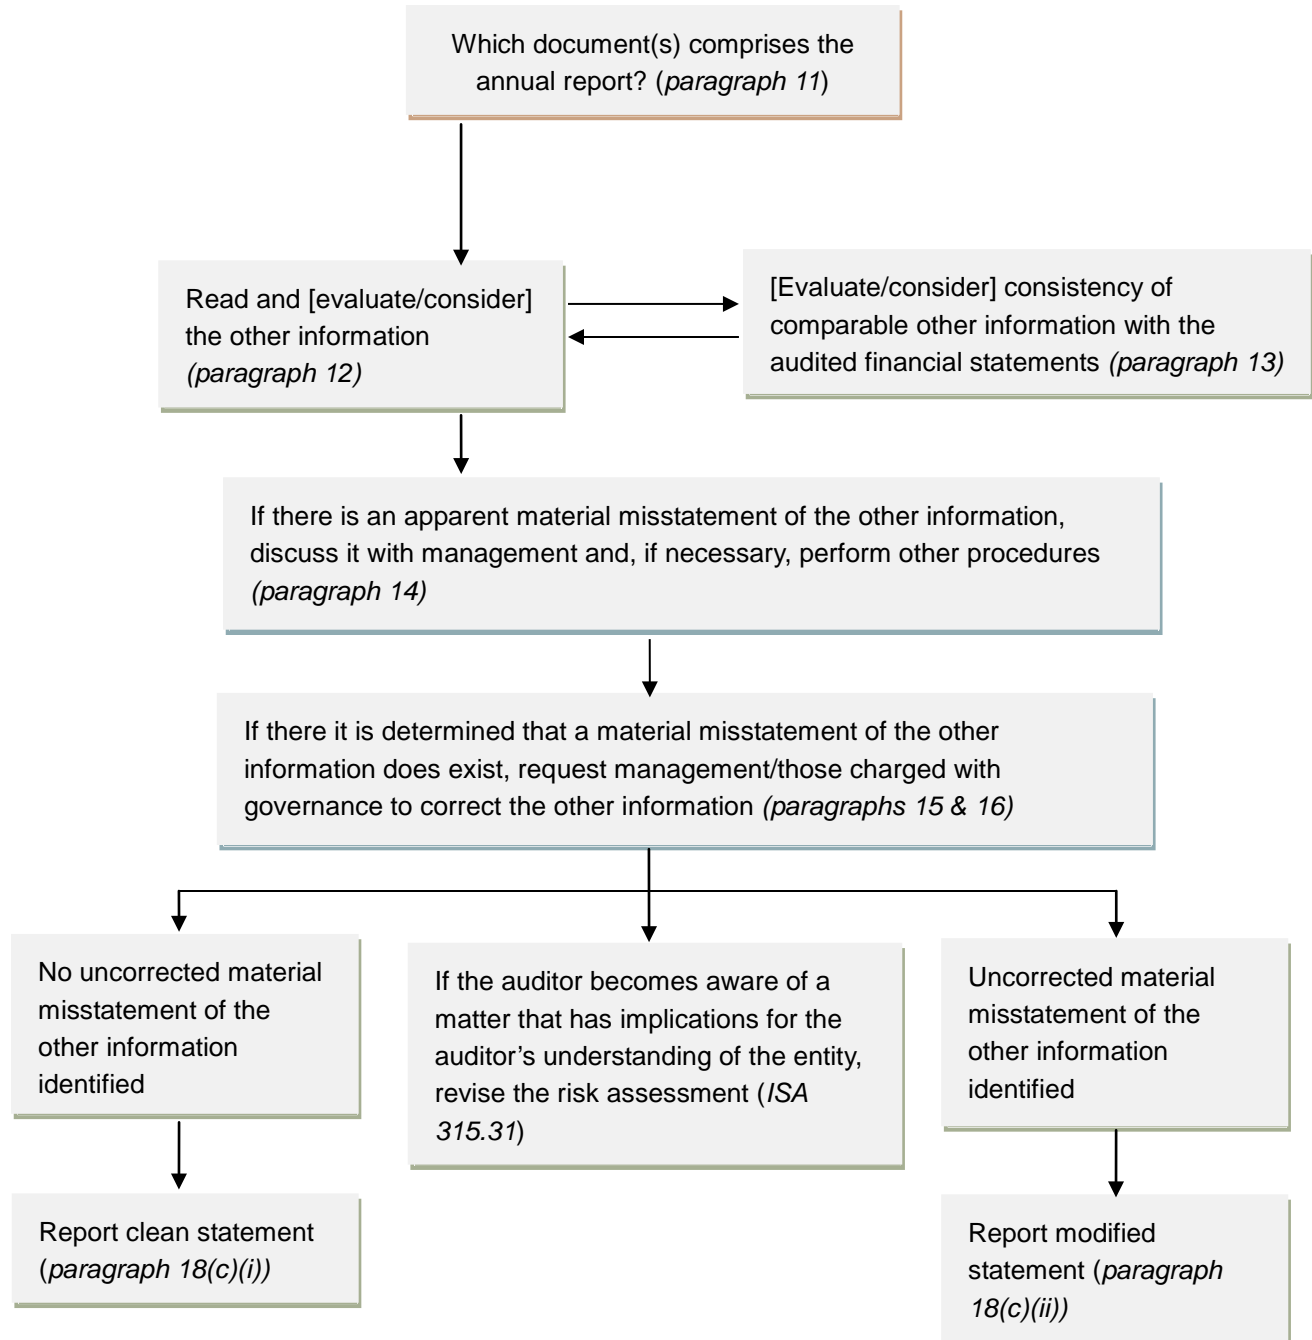 Which document(s) comprises the
annual report? (paragraph 11)
Read and [evaluate/consider]
the other information
(paragraph 12)
[Evaluate/consider] consistency of
comparable other information with the
audited financial statements (paragraph 13)
If there is an apparent material misstatement of the other information,
discuss it with management and, if necessary, perform other procedures
(paragraph 14)
If there it is determined that a material misstatement of the other
information does exist, request management/those charged with
governance to correct the other information (paragraphs 15 & 16)
No uncorrected material
misstatement of the
other information
identified
If the auditor becomes aware of a
matter that has implications for the
auditor’s understanding of the entity,
revise the risk assessment (ISA
315.31)
Uncorrected material
misstatement of the
other information
identified
Report clean statement
(paragraph 18(c)(i))
Report modified
statement (paragraph
18(c)(ii))